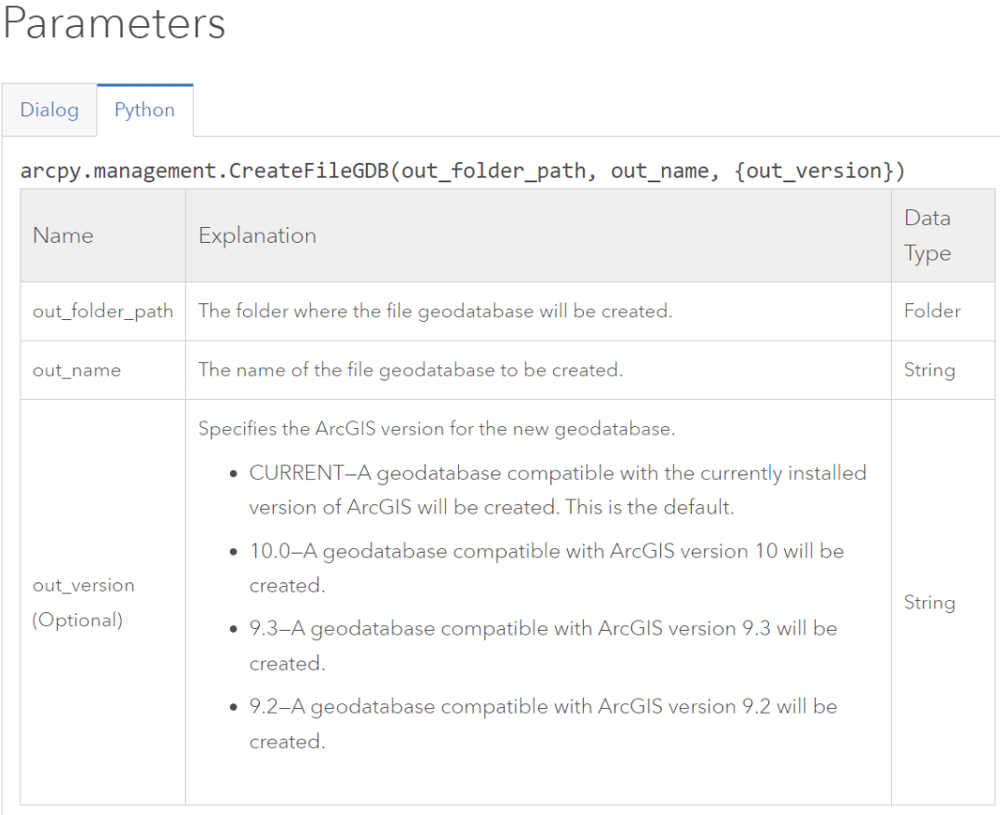 Parameters
Dialog
Python
arcpy.management.CreateFileGDB(out_folder_path, out_name, {out_version})
Name
Explanation
Data
Type
out_folder_path
The folder where the file geodatabase will be created.
Folder
out_name
The name of the file geodatabase to be created.
String
out_version
(Optional)
Specifies the ArcGIS version for the new geodatabase.
• CURRENT—A geodatabase compatible with the currently installed
version of ArcGIS will be created. This is the default.
• 10.0—A geodatabase compatible with ArcGIS version 10 will be
created.
• 9.3—A geodatabase compatible with ArcGIS version 9.3 will be
created.
• 9.2—A geodatabase compatible with ArcGIS version 9.2 will be
created.
String